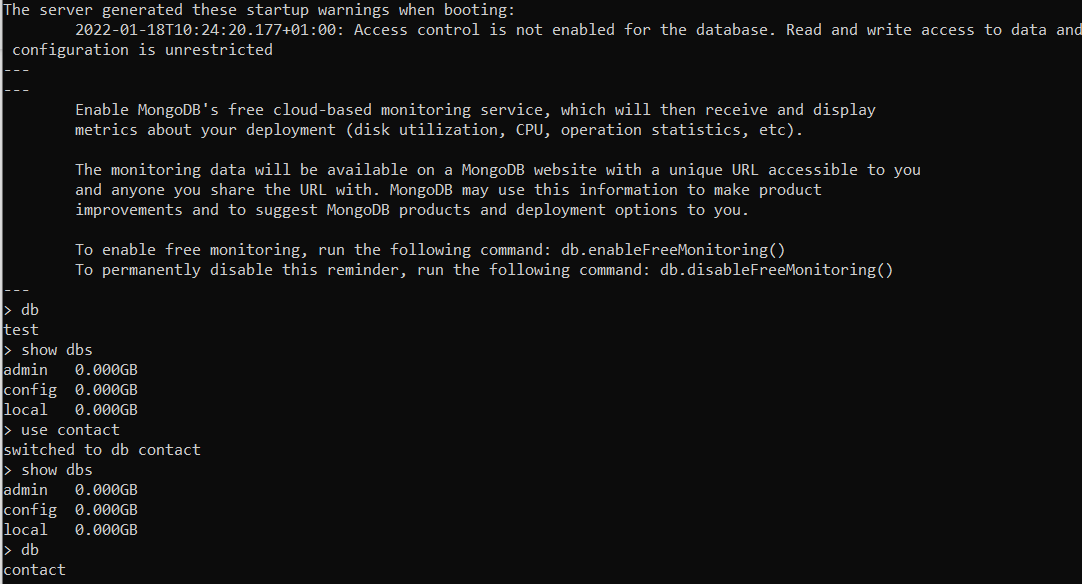 The server generated these startup warnings when booting:
        2022-01-18T10:24:20.177+01:00: Access control is not enabled for the database. Read and write access to data and
 configuration is unrestricted
---
---
        Enable MongoDB's free cloud-based monitoring service, which will then receive and display
        metrics about your deployment (disk utilization, CPU, operation statistics, etc).

        The monitoring data will be available on a MongoDB website with a unique URL accessible to you
        and anyone you share the URL with. MongoDB may use this information to make product
        improvements and to suggest MongoDB products and deployment options to you.

        To enable free monitoring, run the following command: db.enableFreeMonitoring()
        To permanently disable this reminder, run the following command: db.disableFreeMonitoring()
---
> db
test
> show dbs
admin   0.000GB
config  0.000GB
local   0.000GB
> use contact
switched to db contact
> show dbs
admin   0.000GB
config  0.000GB
local   0.000GB
> db
contact